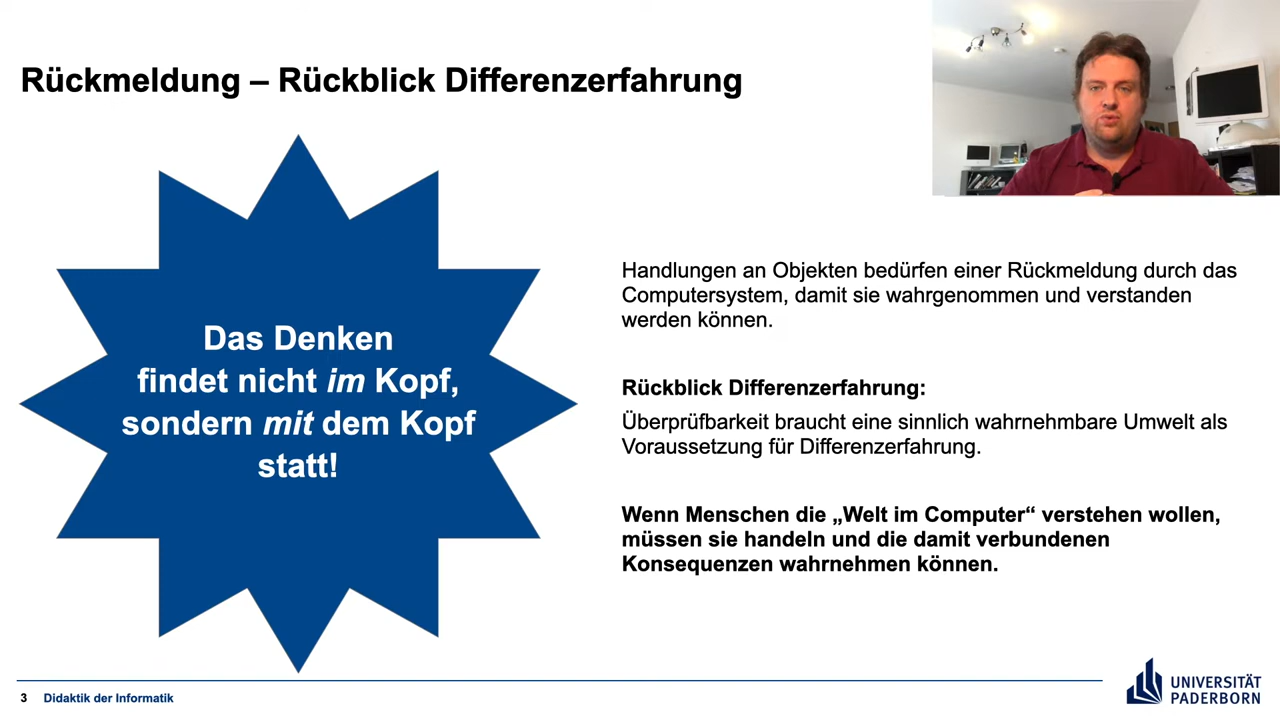 Rückmeldung – Rückblick Differenzerfahrung
Das Denken
findet nicht im Kopf,
sondern mit dem Kopf
statt!
Handlungen an Objekten bedürfen einer Rückmeldung durch das
Computersystem, damit sie wahrgenommen und verstanden
werden können.
Rückblick Differenzerfahrung:
Überprüfbarkeit braucht eine sinnlich wahrnehmbare Umwelt als
Voraussetzung für Differenzerfahrung.
Wenn Menschen die „Welt im Computer“ verstehen wollen,
müssen sie handeln und die damit verbundenen
Konsequenzen wahrnehmen können.
3 Didaktik der Informatik
UNIVERSITÄT
PADERBORN